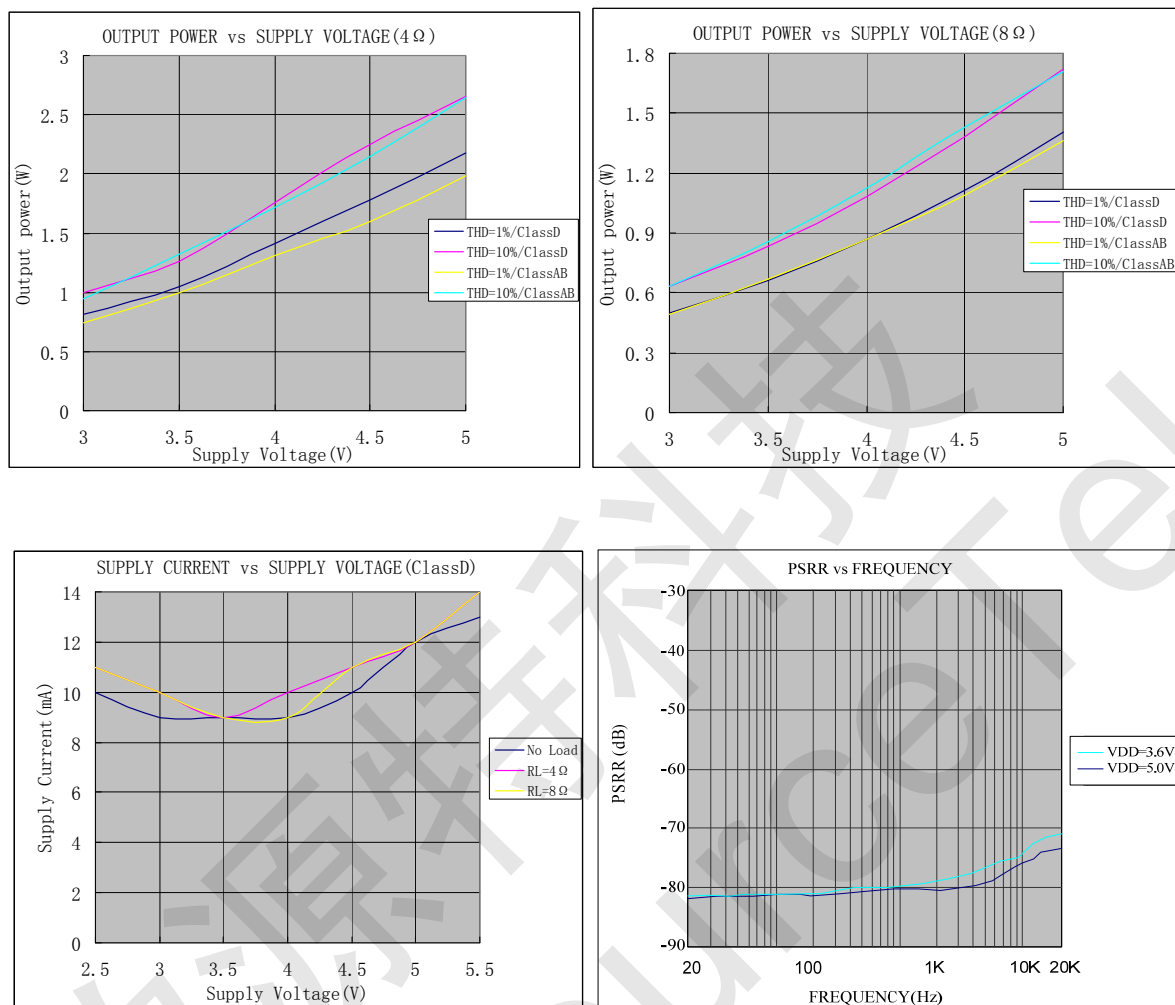 OUTPUT POWER vs SUPPLY VOLTAGE(4Ω)
3
2.5
2
1.5
1
0.5
0
Output power(W)
3 3.5 4 4.5 5
Supply Voltage(V)
THD=1%/ClassD
THD=10%/ClassD
THD=1%/ClassAB
THD=10%/ClassAB
OUTPUT POWER vs SUPPLY VOLTAGE(8Ω)
1.8
1.5
1.2
0.9
0.6
0.3
0
Output power(W)
3 3.5 4 4.5 5
Supply Voltage(V)
THD=1%/ClassD
THD=10%/ClassD
THD=1%/ClassAB
THD=10%/ClassAB
SUPPLY CURRENT vs SUPPLY VOLTAGE(ClassD)
14
12
10
8
6
4
2
0
Supply Current(mA)
2.5 3 3.5 4 4.5 5 5.5
Supply Voltage(V)
No Load
RL=4Ω
RL=8Ω
PSRR vs FREQUENCY
-30
-40
-50
-60
-70
-80
-90
PSRR(dB)
20 100 1K 10K 20K
FREQUENCY(Hz)
VDD=3.6V
VDD=5.0V
源特科技
urceTe